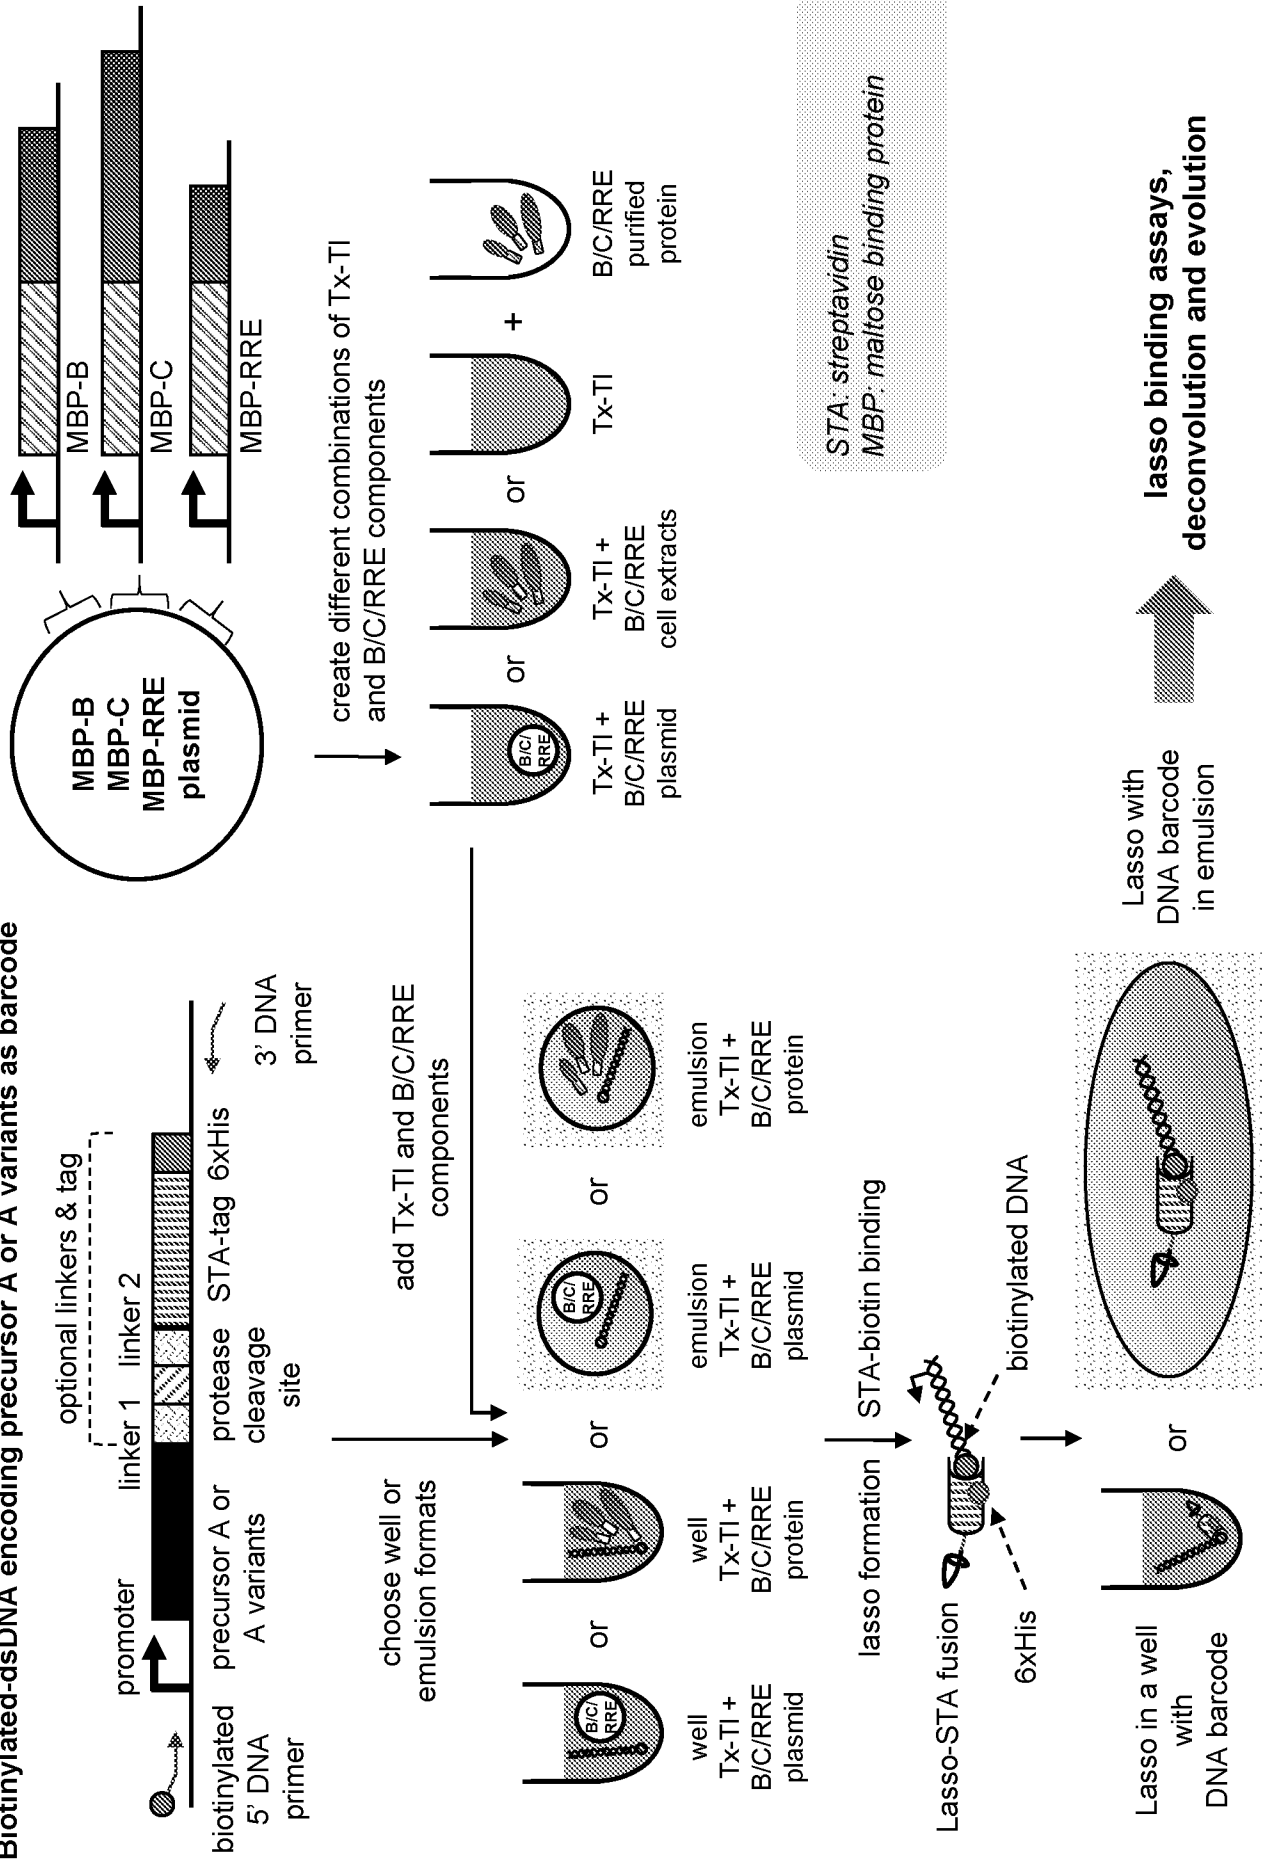 Biotinylated-dsDNA encoding precursor A or A variants as barcode
optional linkers & tag
promoter
linker 1
linker 2
biotinylated
5' DNA
primer
precursor A or
A variants
protease
cleavage
site
STA-tag
6xHis
3' DNA
primer
MBP-B
MBP-C
MBP-RRE
plasmid
MBP-B
MBP-C
MBP-RRE
create different combinations of Tx-Tl
and B/C/RRE components
B/C/
RRE
Tx-Tl +
B/C/RRE
plasmid
or
Tx-Tl +
B/C/RRE
cell extracts
or
Tx-Tl
+
B/C/RRE
purified
protein
choose well or
emulsion formats
add Tx-Tl and B/C/RRE
components
B/C/
RRE
well
Tx-Tl +
B/C/RRE
plasmid
or
well
Tx-Tl +
B/C/RRE
protein
or
B/C/
RRE
emulsion
Tx-Tl +
B/C/RRE
plasmid
or
emulsion
Tx-Tl +
B/C/RRE
protein
STA: streptavidin
MBP: maltose binding protein
lasso formation
STA-biotin binding
Lasso-STA fusion
6xHis
biotinylated DNA
Lasso in a well
with
DNA barcode
or
Lasso with
DNA barcode
in emulsion
lasso binding assays,
deconvolution and evolution